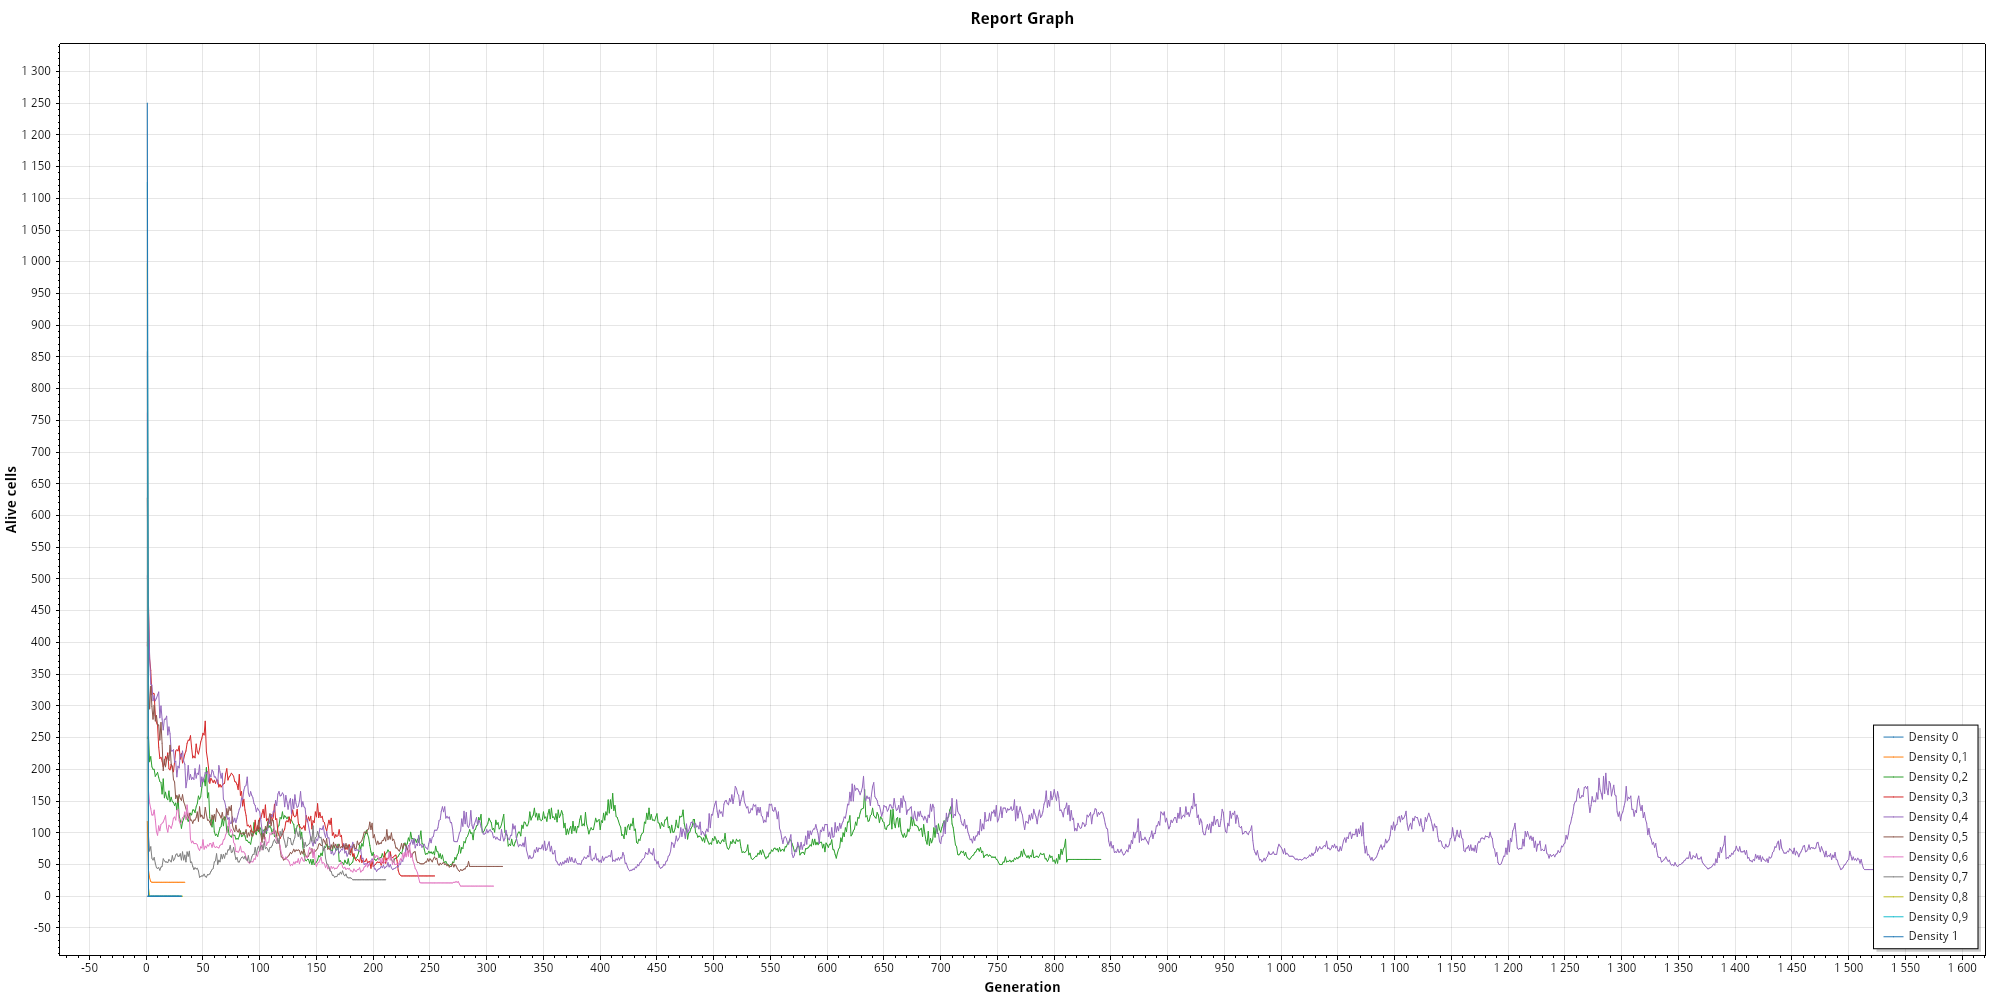 Report Graph
1 300
1 250
1 200
1 150
1 100
1 050
1 000
950
900
850
800
750
700
650
600
550
500
450
400
350
300
250
200
150
100
50
0
-50
Alive cells
Density 0
Density 0,1
Density 0,2
Density 0,3
Density 0,4
Density 0,5
Density 0,6
Density 0,7
Density 0,8
Density 0,9
Density 1
-50 0 50 100 150 200 250 300 350 400 450 500 550 600 650 700 750 800 850 900 950 1 000 1 050 1 100 1 150 1 200 1 250 1 300 1 350 1 400 1 450 1 500 1 550 1 600
Generation